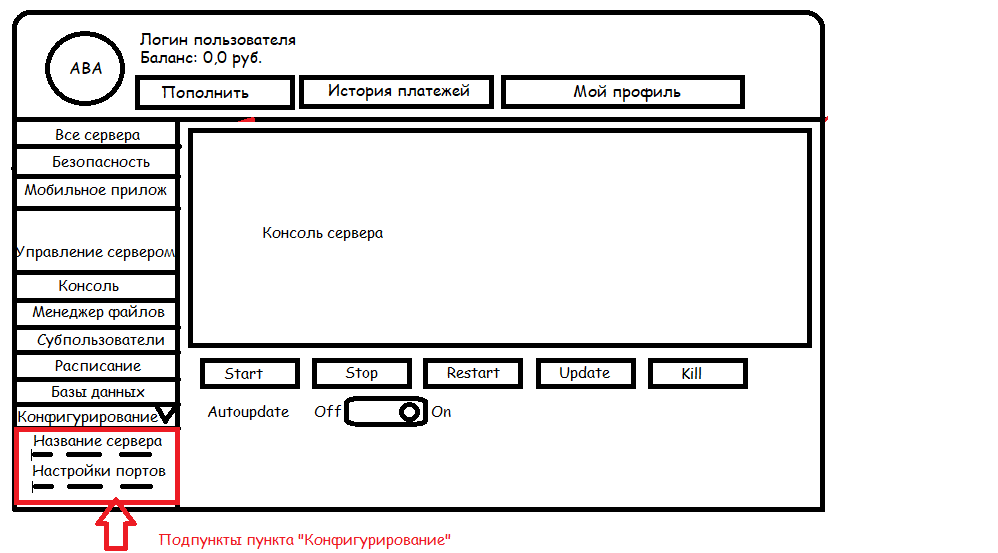 Логин пользователя
Баланс: 0,0 руб.
АВА
Пополнить
История платежей
Мой профиль
Все сервера
Безопасность
Мобильное прилож
Управление сервером
Консоль
Менеджер файлов
Субпользователи
Расписание
Базы данных
Конфигурирование
Название сервера
Настройки портов
Консоль сервера
Start
Stop
Restart
Update
Kill
Autoupdate Off On
Подпункты пункта "Конфигурирование"